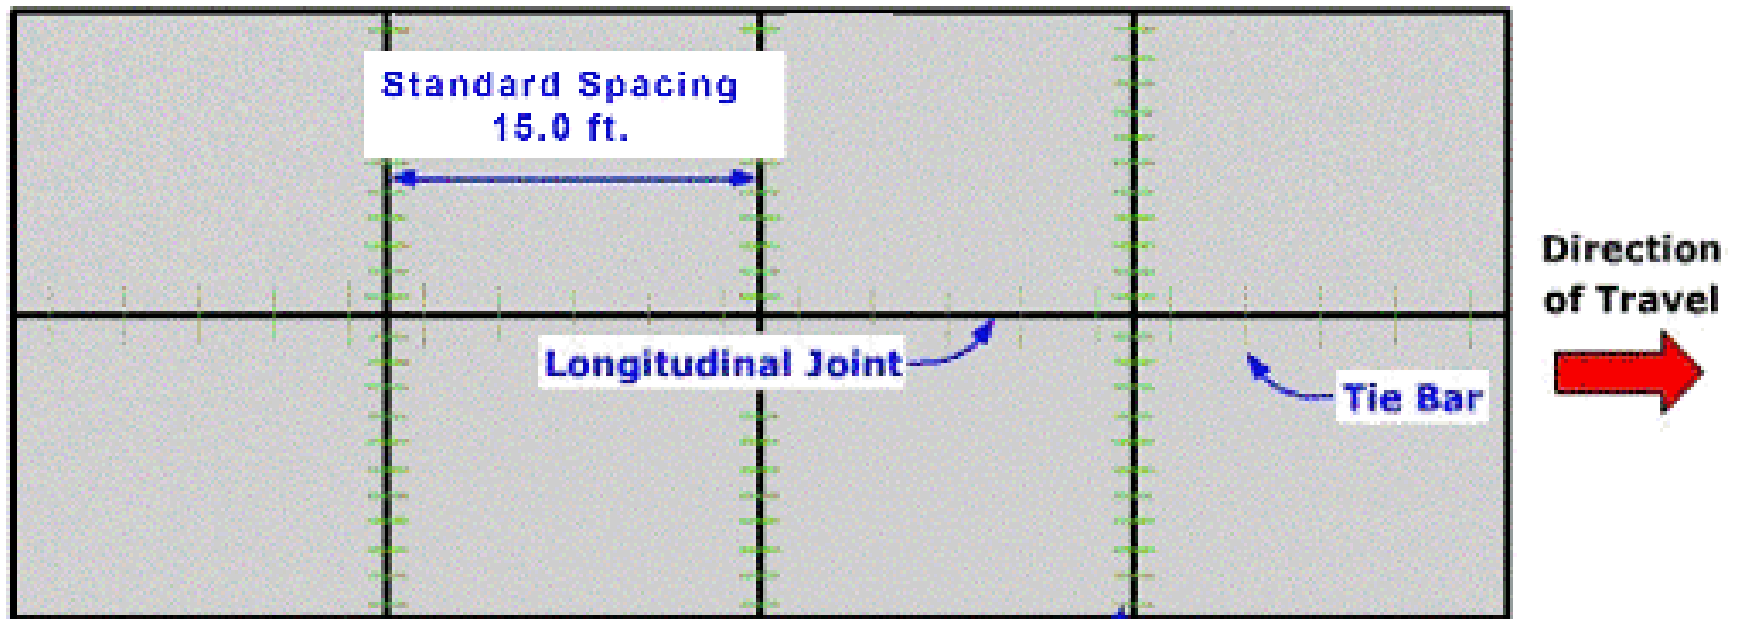 Standard Spacing
15.0 ft.
Direction
of Travel
Longitudinal Joint
Tie Bar